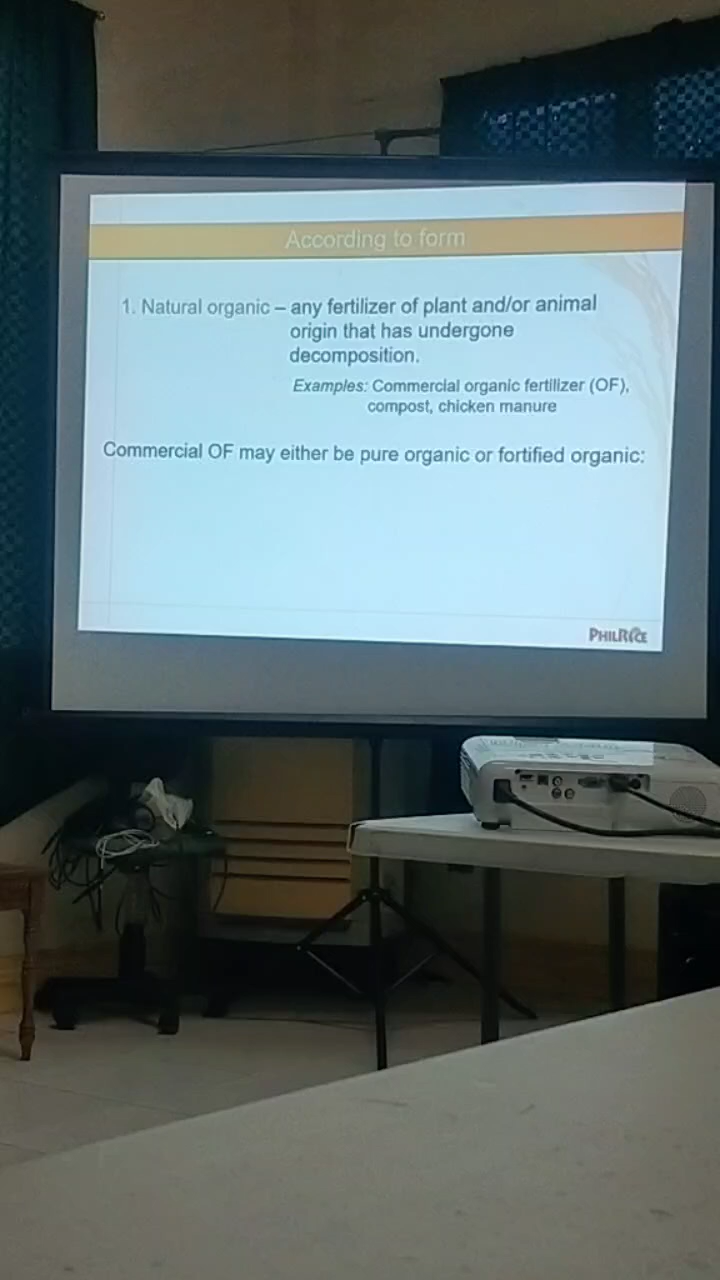 According to form
1. Natural organic – any fertilizer of plant and/or animal
origin that has undergone
decomposition.
Examples: Commercial organic fertilizer (OF),
compost, chicken manure
Commercial OF may either be pure organic or fortified organic:
PHILRICE